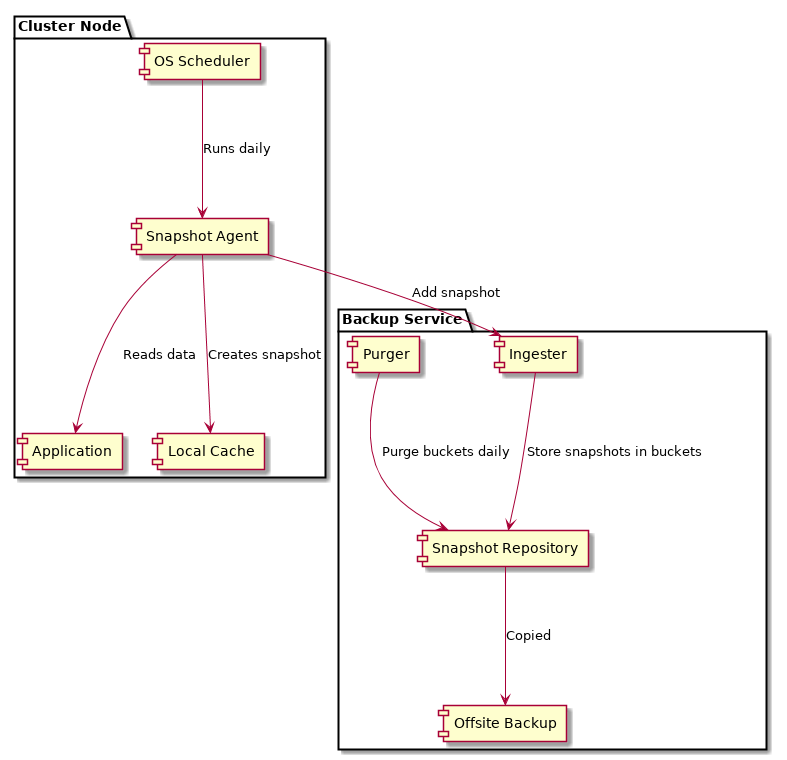 Cluster Node
OS Scheduler
Runs daily
Snapshot Agent
Add snapshot
Backup Service
Reads data
Creates snapshot
Purger
Ingester
Application
Local Cache
Purge buckets daily
Store snapshots in buckets
Snapshot Repository
Copied
Offsite Backup